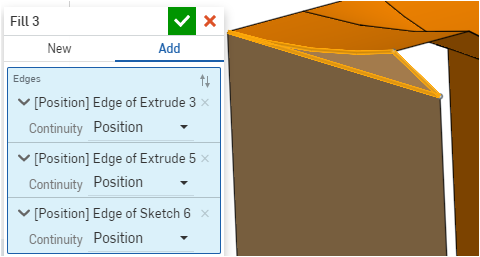 Fill 3
New Add
Edges
[Position] Edge of Extrude 3
Continuity Position
[Position] Edge of Extrude 5
Continuity Position
[Position] Edge of Sketch 6
Continuity Position